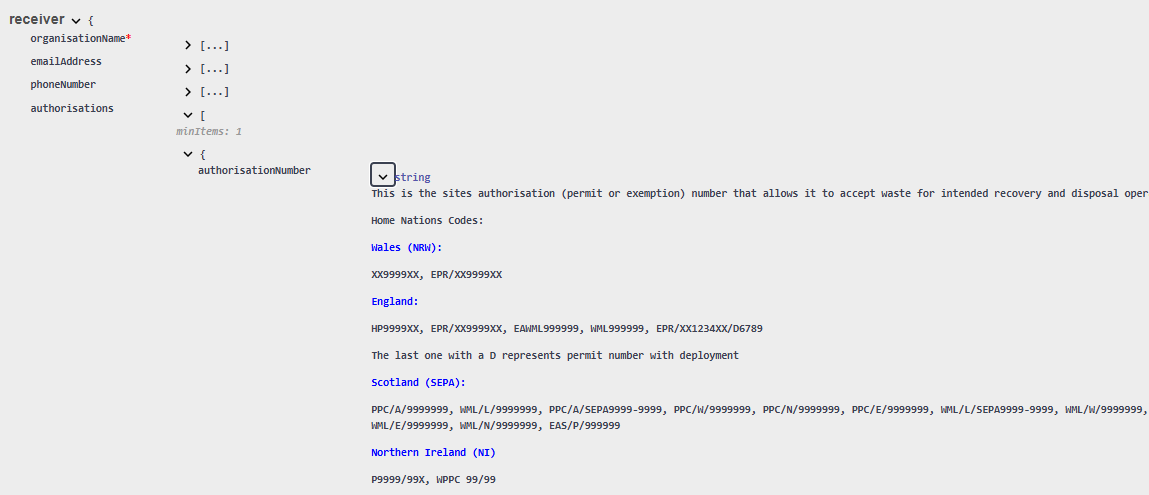 receiver {
organisationName* [...]
emailAddress [...]
phoneNumber [...]
authorisations [
minItems: 1
{
authorisationNumber string
This is the sites authorisation (permit or exemption) number that allows it to accept waste for intended recovery and disposal oper
Home Nations Codes:
Wales (NRW):
XX9999XX, EPR/XX9999XX
England:
HP9999XX, EPR/XX9999XX, EAWML999999, WML999999, EPR/XX1234XX/D6789
The last one with a D represents permit number with deployment
Scotland (SEPA):
PPC/A/9999999, WML/L/9999999, PPC/A/SEPA9999-9999, PPC/W/9999999, PPC/N/9999999, PPC/E/9999999, WML/L/SEPA9999-9999, WML/W/9999999,
WML/E/9999999, WML/N/9999999, EAS/P/999999
Northern Ireland (NI)
P9999/99X, WPPC 99/99